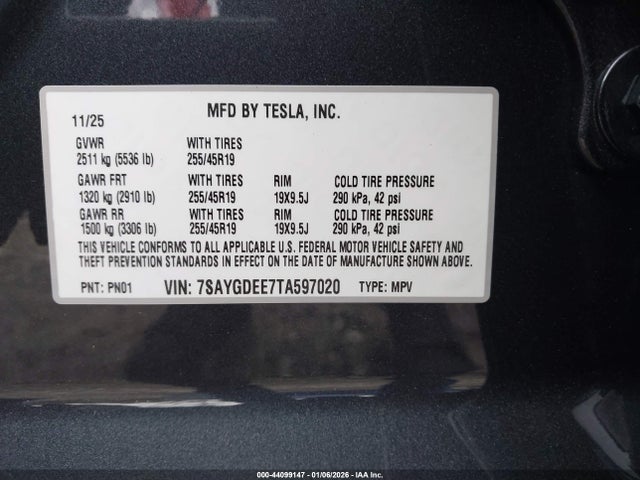 11/25
MFD BY TESLA, INC.
GVWR WITH TIRES
2511 kg (5536 lb) 255/45R19
GAWR FRT WITH TIRES RIM COLD TIRE PRESSURE
1320 kg (2910 lb) 255/45R19 19X9.5J 290 kPa, 42 psi
GAWR RR WITH TIRES RIM COLD TIRE PRESSURE
1500 kg (3306 lb) 255/45R19 19X9.5J 290 kPa, 42 psi
THIS VEHICLE CONFORMS TO ALL APPLICABLE U.S. FEDERAL MOTOR VEHICLE SAFETY AND
THEFT PREVENTION STANDARDS IN EFFECT ON THE DATE OF MANUFACTURE SHOWN ABOVE.
PNT: PN01 VIN: 7SAYGDEE7TA597020 TYPE: MPV
000-44099147 - 01/06/2026 - IAA Inc.